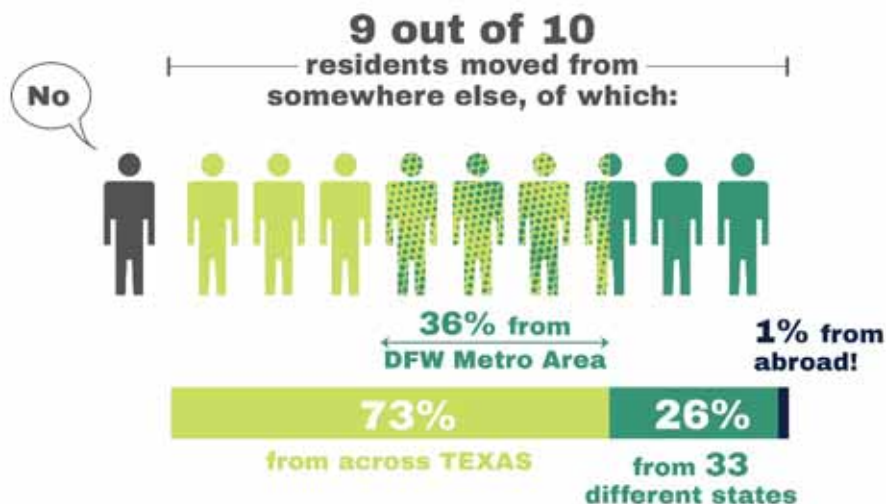 9 out of 10
residents moved from
somewhere else, of which:
No
36% from
DFW Metro Area
1% from
abroad!
73%
26%
from across TEXAS
from 33
different states